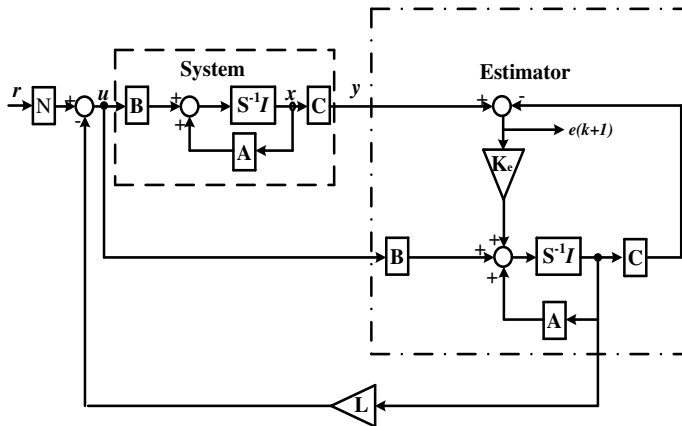 System
Estimator
r
N
+
-
u
B
+
+
S⁻¹I
x
C
y
A
+
-
e(k+1)
Kₑ
B
+
+
+
S⁻¹I
C
A
L